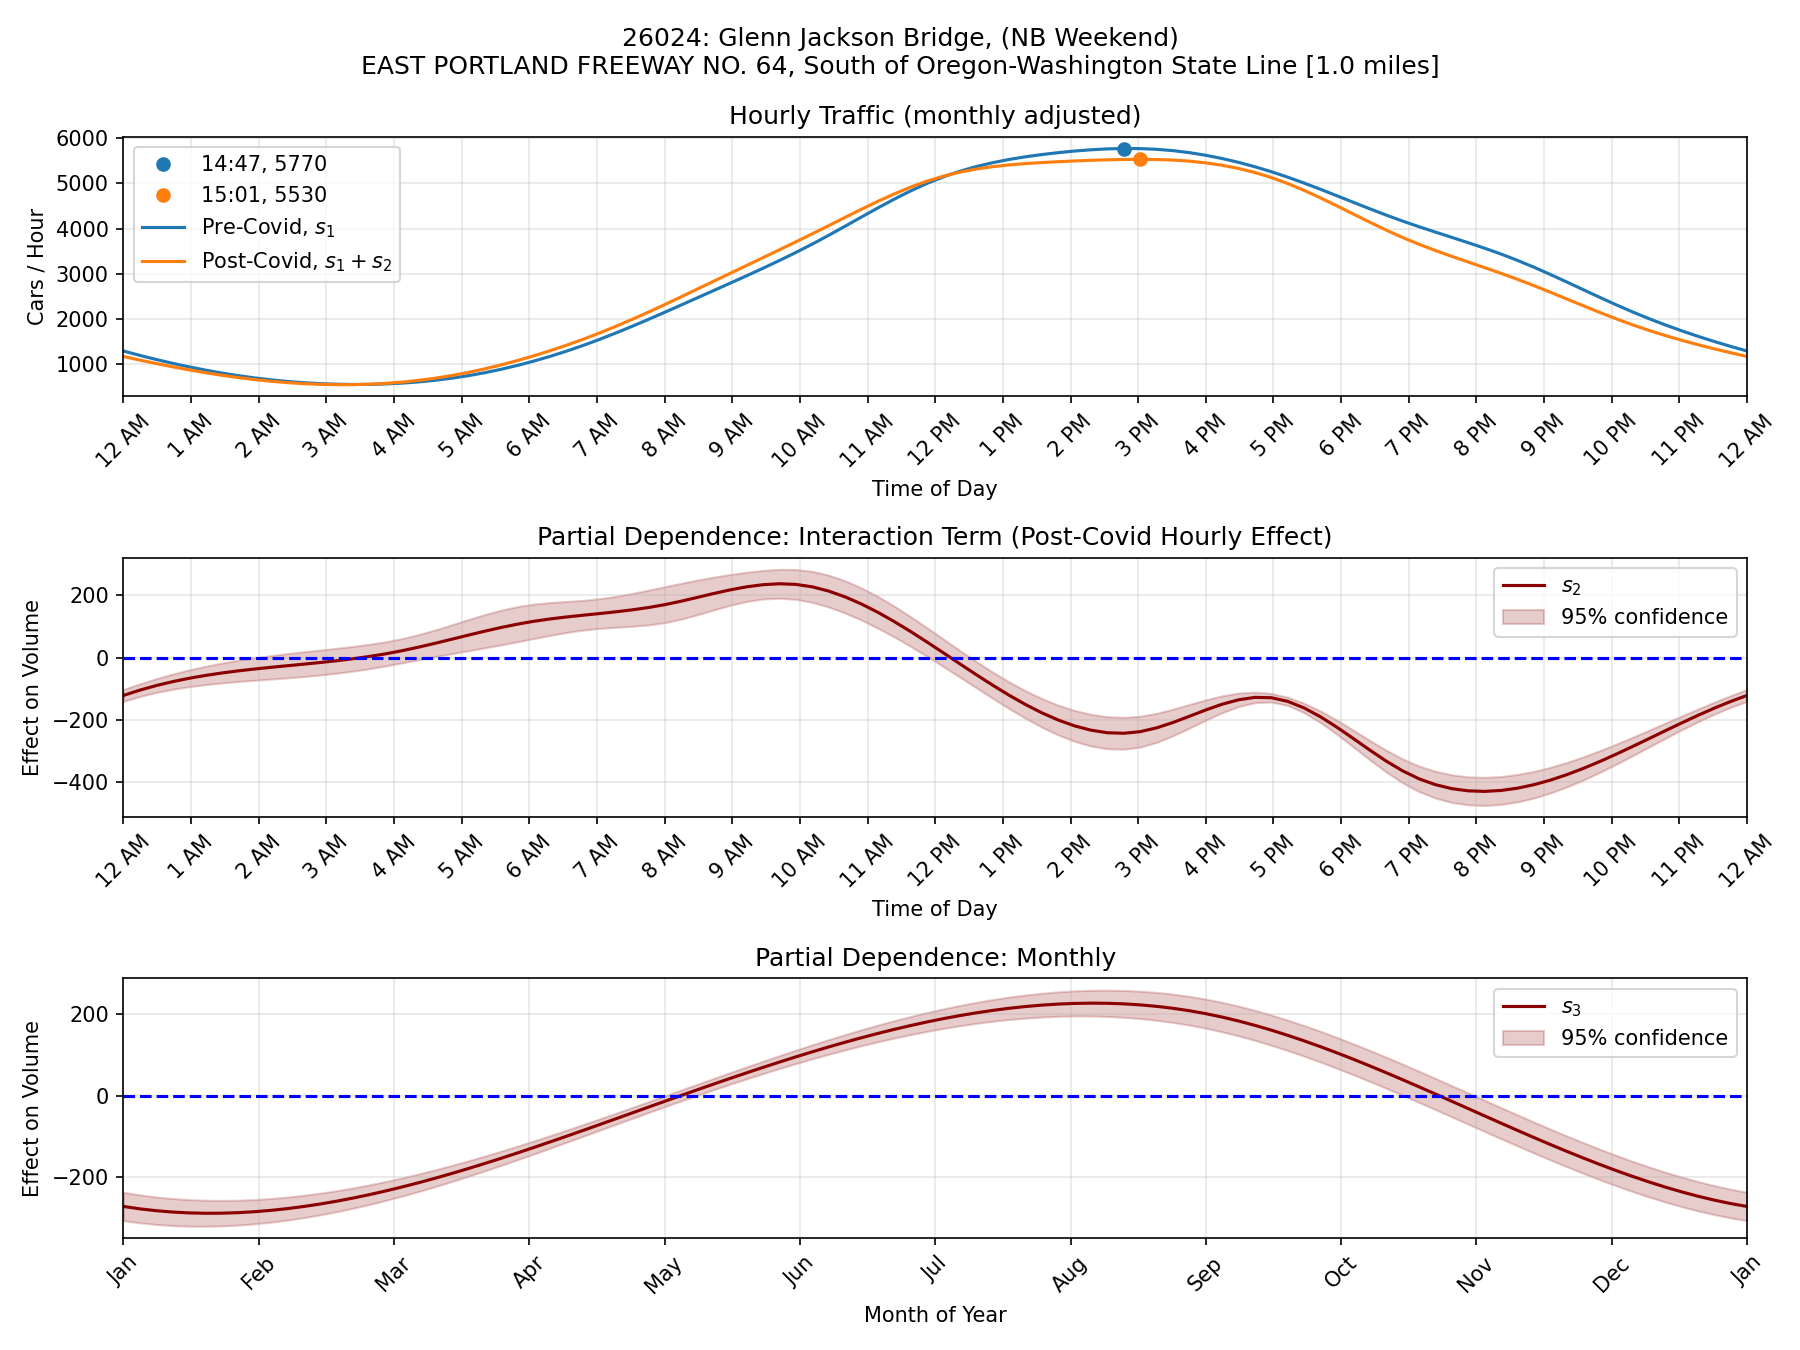 26024: Glenn Jackson Bridge, (NB Weekend)
EAST PORTLAND FREEWAY NO. 64, South of Oregon-Washington State Line [1.0 miles]
Hourly Traffic (monthly adjusted)
Cars / Hour
6000
5000
4000
3000
2000
1000
14:47, 5770
15:01, 5530
Pre-Covid, s₁
Post-Covid, s₁ + s₂
12 AM 1 AM 2 AM 3 AM 4 AM 5 AM 6 AM 7 AM 8 AM 9 AM 10 AM 11 AM 12 PM 1 PM 2 PM 3 PM 4 PM 5 PM 6 PM 7 PM 8 PM 9 PM 10 PM 11 PM 12 AM
Time of Day
Partial Dependence: Interaction Term (Post-Covid Hourly Effect)
Effect on Volume
200
0
−200
−400
s₂
95% confidence
12 AM 1 AM 2 AM 3 AM 4 AM 5 AM 6 AM 7 AM 8 AM 9 AM 10 AM 11 AM 12 PM 1 PM 2 PM 3 PM 4 PM 5 PM 6 PM 7 PM 8 PM 9 PM 10 PM 11 PM 12 AM
Time of Day
Partial Dependence: Monthly
Effect on Volume
200
0
−200
s₃
95% confidence
Jan Feb Mar Apr May Jun Jul Aug Sep Oct Nov Dec Jan
Month of Year